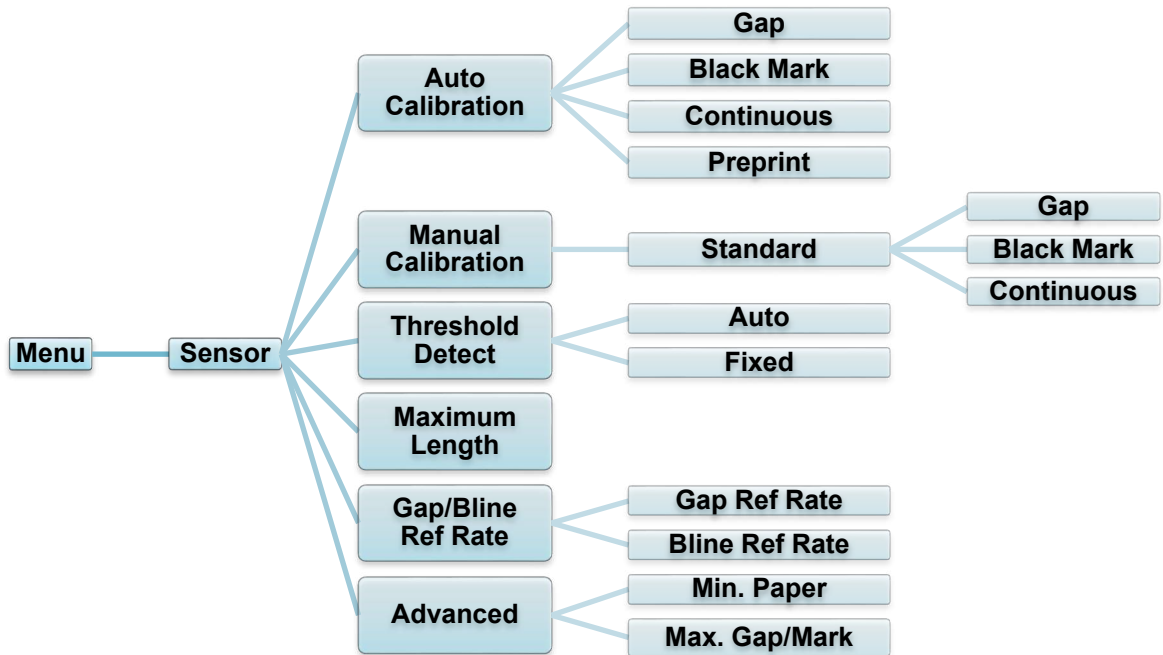 Menu
Sensor
Auto
Calibration
Gap
Black Mark
Continuous
Preprint
Manual
Calibration
Standard
Gap
Black Mark
Continuous
Threshold
Detect
Auto
Fixed
Maximum
Length
Gap/Bline
Ref Rate
Gap Ref Rate
Bline Ref Rate
Advanced
Min. Paper
Max. Gap/Mark